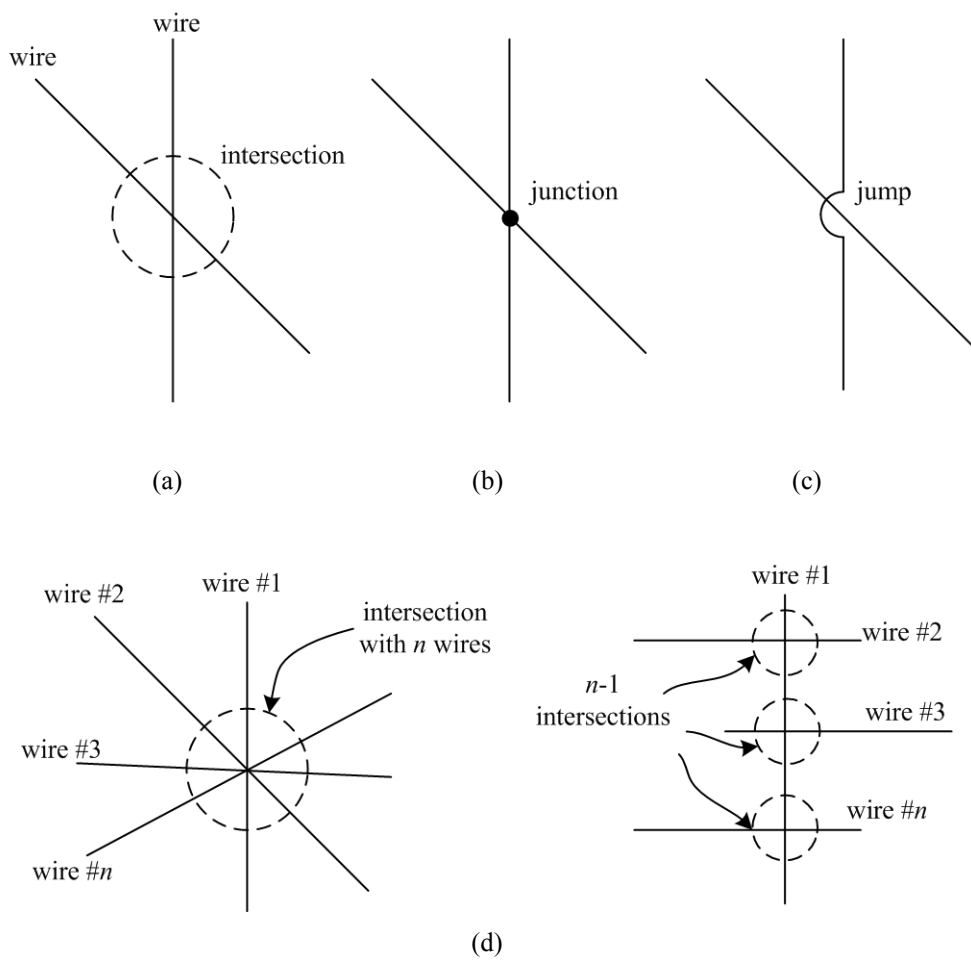 wire
wire
intersection
junction
jump
(a)
(b)
(c)
wire #2
wire #1
intersection
with n wires
wire #3
wire #n
wire #1
wire #2
n-1
intersections
wire #3
wire #n
(d)